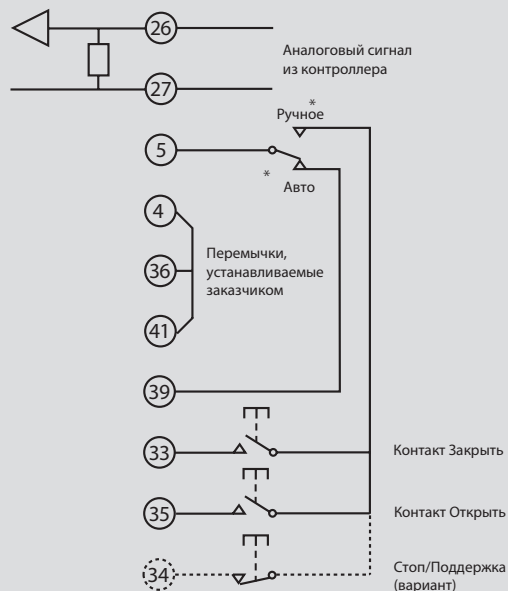 26
Аналоговый сигнал
из контроллера
27
*
Ручное
5
*
Авто
4
Перемычки,
36
устанавливаемые
заказчиком
41
39
33
Контакт Закрыть
35
Контакт Открыть
34
Стоп/Поддержка
(вариант)